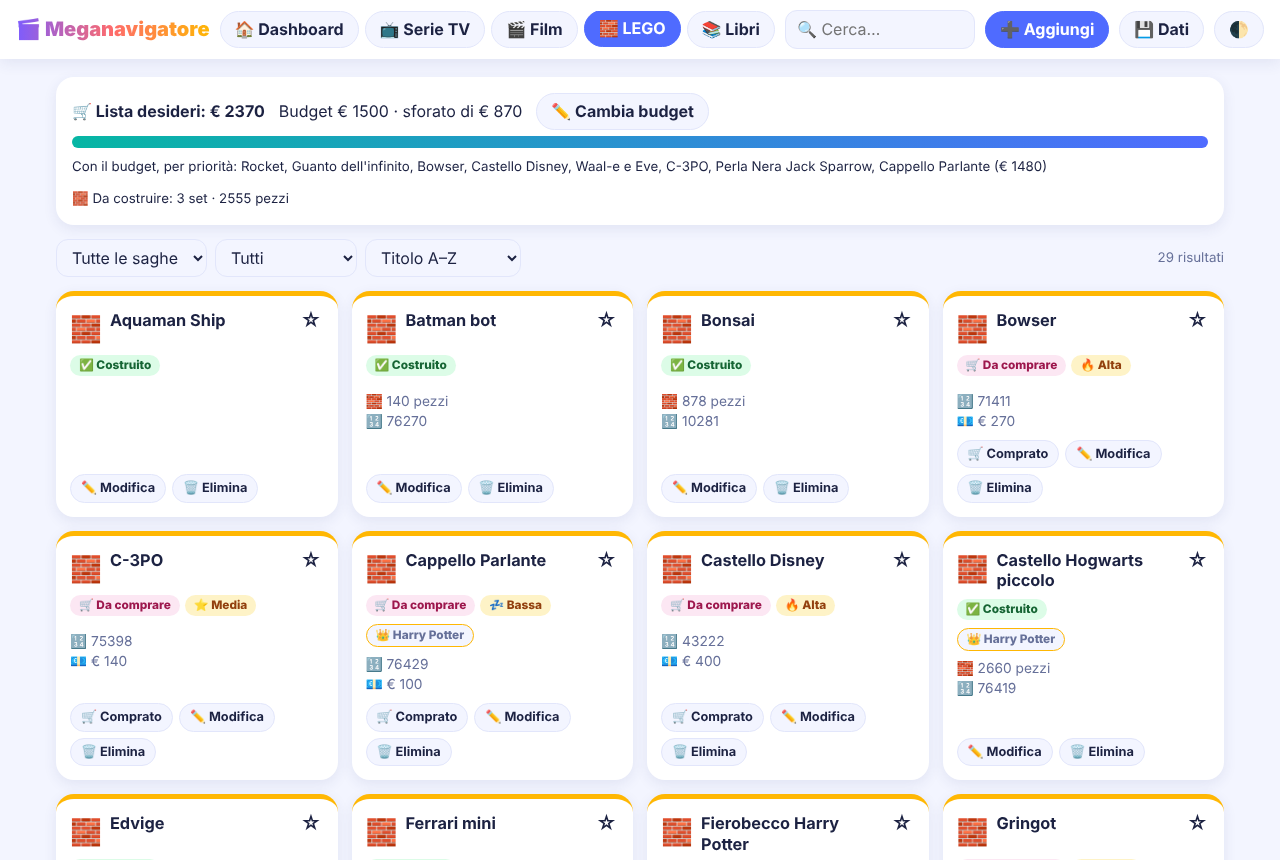 Meganavigatore 🏠 Dashboard 📺 Serie TV 🎬 Film 🧱 LEGO 📚 Libri 🔍 Cerca... ➕ Aggiungi 💾 Dati
🛒 Lista desideri: € 2370 Budget € 1500 · sforato di € 870 ✏️ Cambia budget
Con il budget, per priorità: Rocket, Guanto dell'infinito, Bowser, Castello Disney, Waal-e e Eve, C-3PO, Perla Nera Jack Sparrow, Cappello Parlante (€ 1480)
🧱 Da costruire: 3 set · 2555 pezzi
Tutte le saghe Tutti Titolo A–Z 29 risultati
Aquaman Ship ☆
✅ Costruito
✏️ Modifica 🗑️ Elimina
Batman bot ☆
✅ Costruito
🧱 140 pezzi
🔢 76270
✏️ Modifica 🗑️ Elimina
Bonsai ☆
✅ Costruito
🧱 878 pezzi
🔢 10281
✏️ Modifica 🗑️ Elimina
Bowser ☆
🛒 Da comprare 🔥 Alta
🔢 71411
💶 € 270
🛒 Comprato ✏️ Modifica
🗑️ Elimina
C-3PO ☆
🛒 Da comprare ⭐ Media
🔢 75398
💶 € 140
🛒 Comprato ✏️ Modifica
🗑️ Elimina
Cappello Parlante ☆
🛒 Da comprare 💤 Bassa
👑 Harry Potter
🔢 76429
💶 € 100
🛒 Comprato ✏️ Modifica
🗑️ Elimina
Castello Disney ☆
🛒 Da comprare 🔥 Alta
🔢 43222
💶 € 400
🛒 Comprato ✏️ Modifica
🗑️ Elimina
Castello Hogwarts ☆
piccolo
✅ Costruito
👑 Harry Potter
🧱 2660 pezzi
🔢 76419
✏️ Modifica 🗑️ Elimina
Edvige ☆
Ferrari mini ☆
Fierobecco Harry ☆
Potter
Gringot ☆